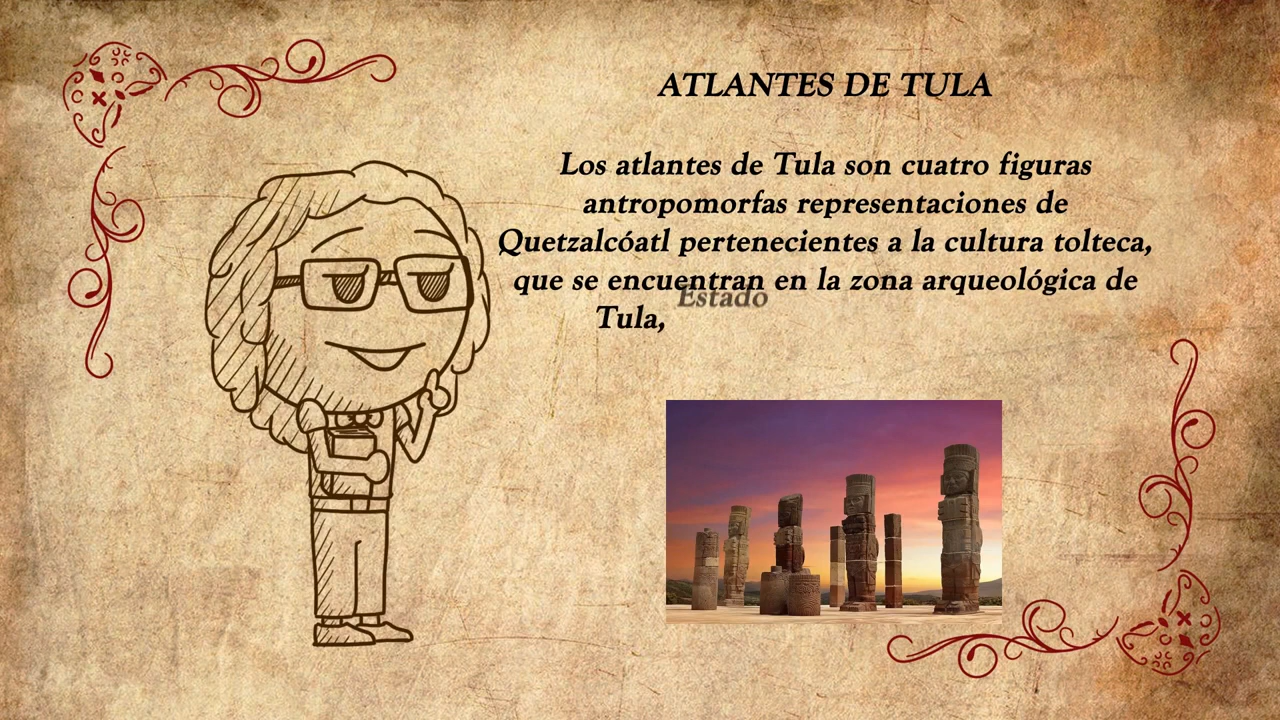 ATLANTES DE TULA
Los atlantes de Tula son cuatro figuras
antropomorfas representaciones de
Quetzalcóatl pertenecientes a la cultura tolteca,
que se encuentran en la zona arqueológica de
Tula, Estado